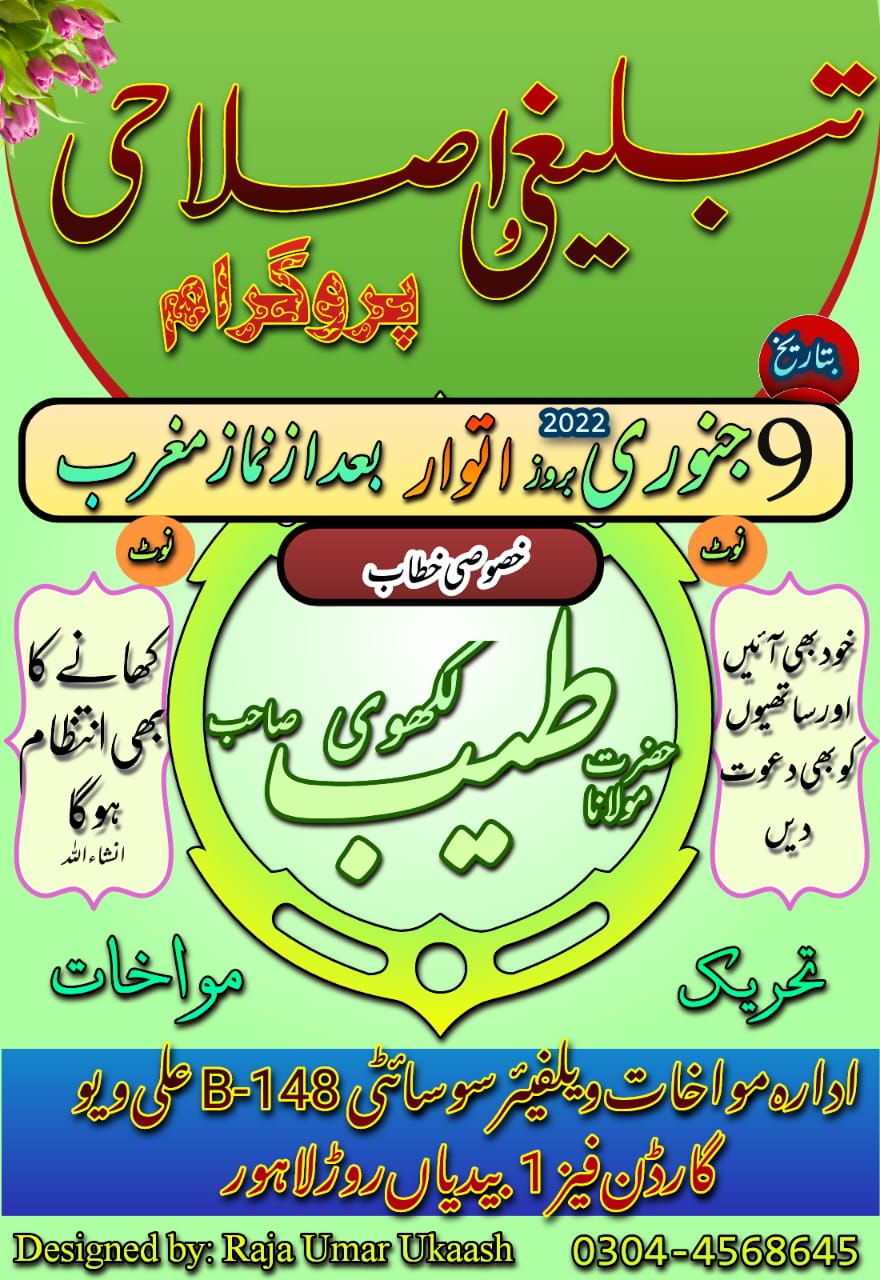 تبلیغی و اصلاحی
پروگرام
بتاریخ
9 جنوری 2022 بروز اتوار بعد از نماز مغرب
نوٹ
خود بھی آئیں
اور ساتھیوں
کو بھی دعوت
دیں
خصوصی خطاب
حضرت مولانا طیب لکھوی صاحب
نوٹ
کھانے کا
بھی انتظام
ہوگا
انشاء اللہ
تحریک مواخات
ادارہ مواخات ویلفیئر سوسائٹی B-148 علی ویو
گارڈن فیز 1 بیدیاں روڑ لاہور
Designed by: Raja Umar Ukaash 0304-4568645